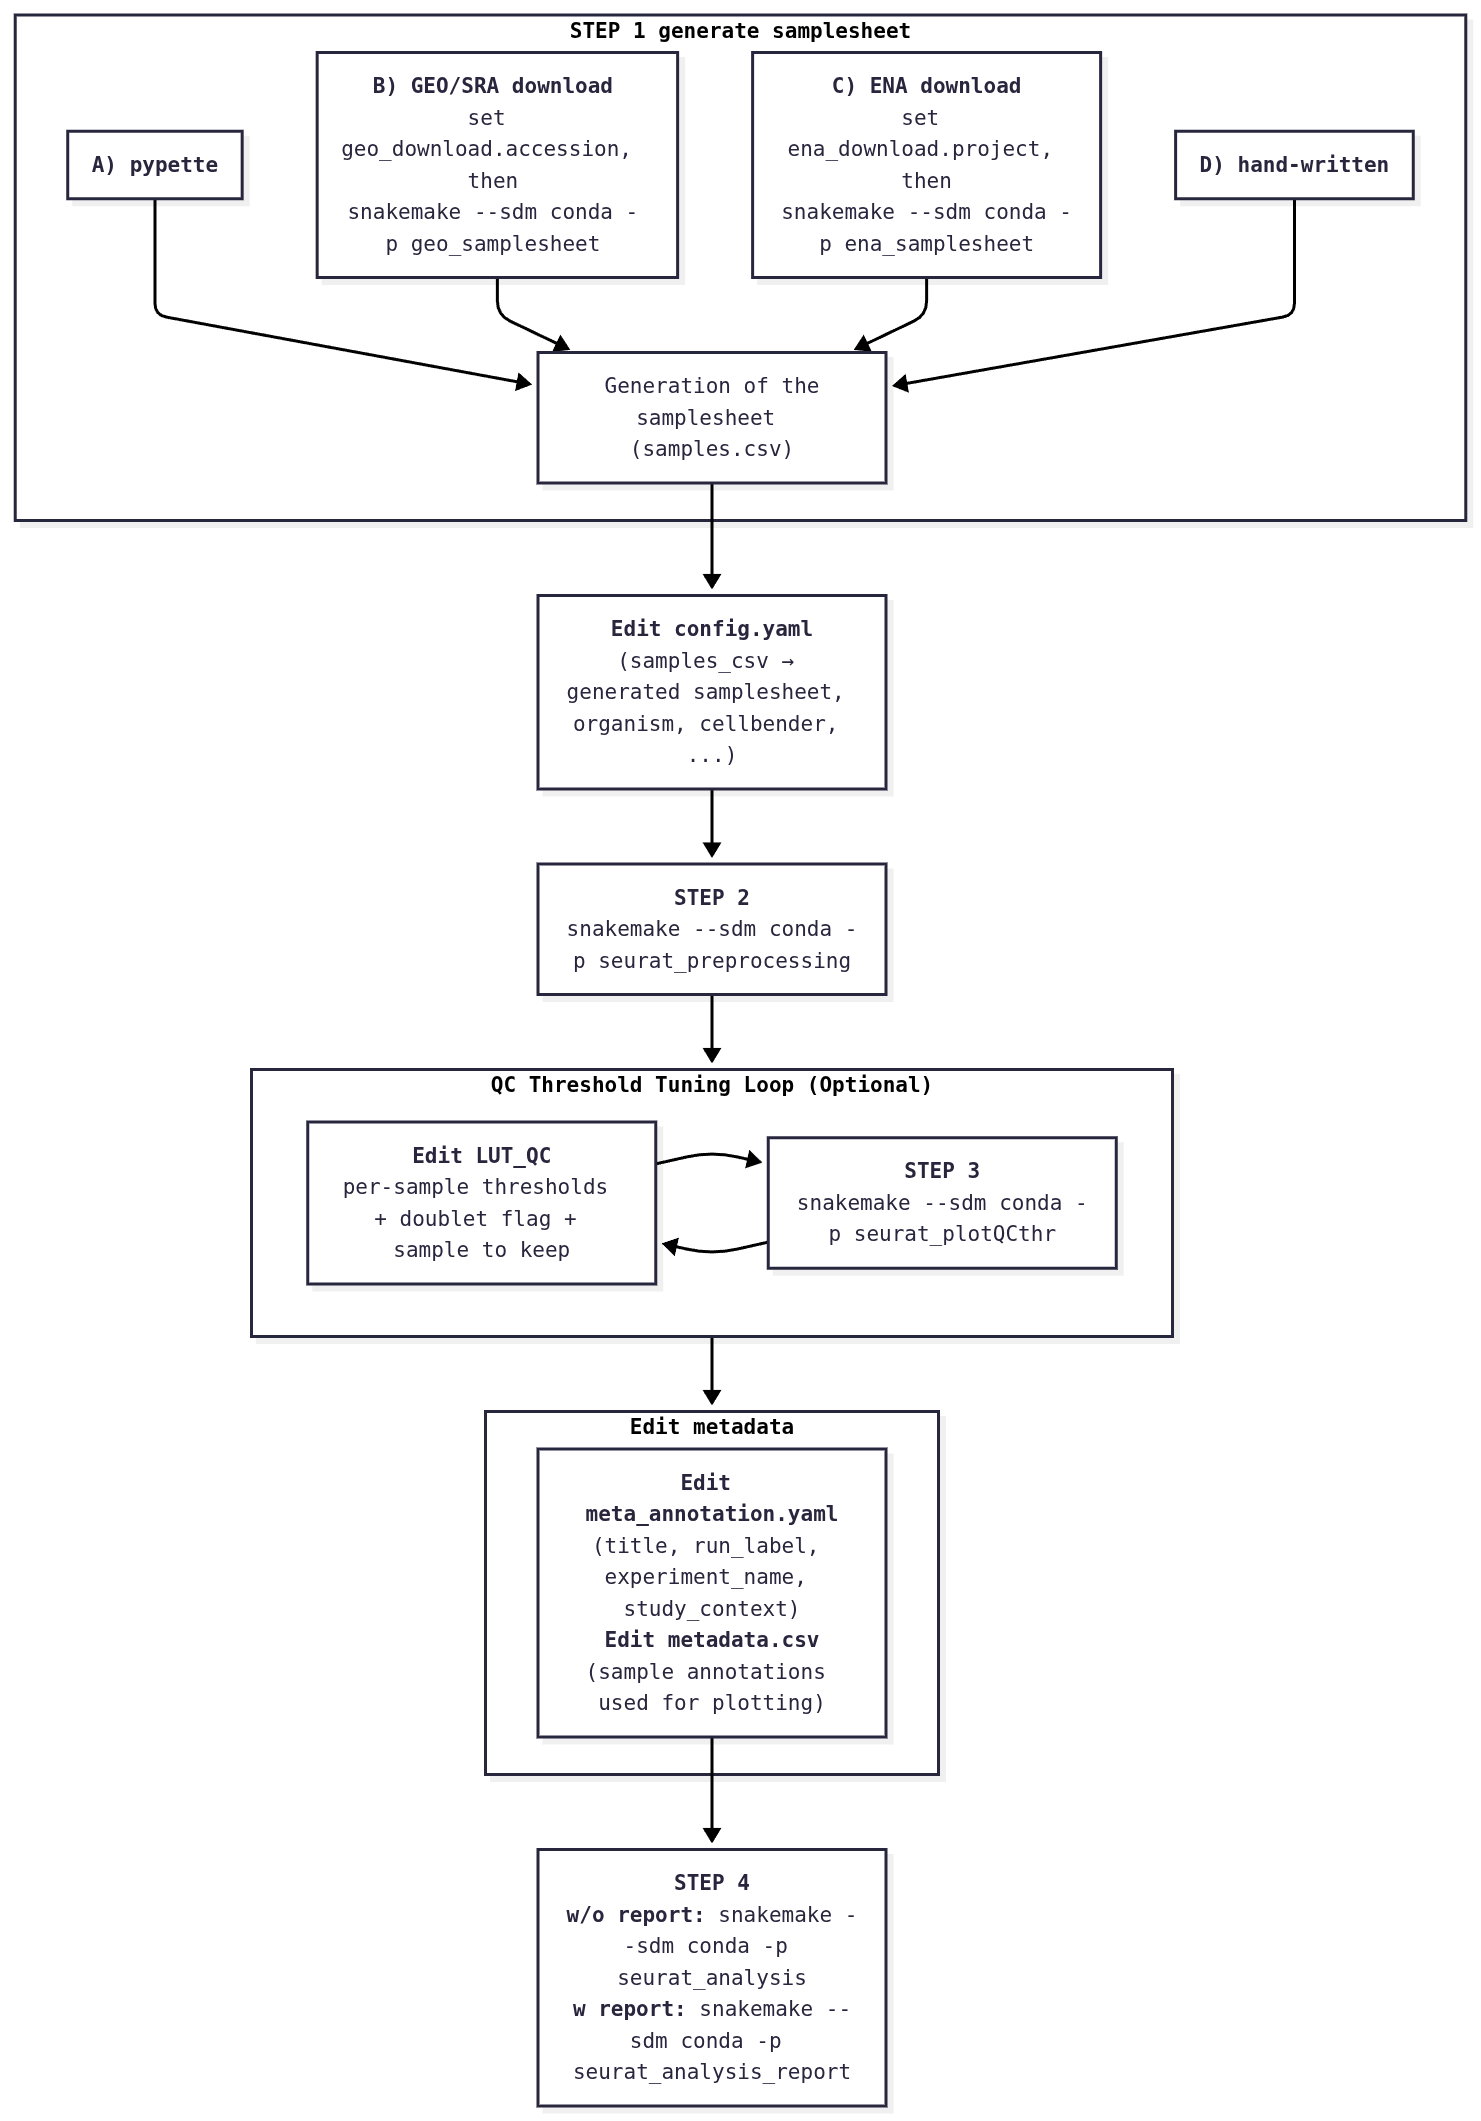 STEP 1 generate samplesheet
A) pypette
B) GEO/SRA download
set
geo_download.accession,
then
snakemake --sdm conda -
p geo_samplesheet
C) ENA download
set
ena_download.project,
then
snakemake --sdm conda -
p ena_samplesheet
D) hand-written
Generation of the
samplesheet
(samples.csv)
Edit config.yaml
(samples_csv →
generated samplesheet,
organism, cellbender,
...)
STEP 2
snakemake --sdm conda -
p seurat_preprocessing
QC Threshold Tuning Loop (Optional)
Edit LUT_QC
per-sample thresholds
+ doublet flag +
sample to keep
STEP 3
snakemake --sdm conda -
p seurat_plotQCthr
Edit metadata
Edit
meta_annotation.yaml
(title, run_label,
experiment_name,
study_context)
Edit metadata.csv
(sample annotations
used for plotting)
STEP 4
w/o report: snakemake -
-sdm conda -p
seurat_analysis
w report: snakemake --
sdm conda -p
seurat_analysis_report